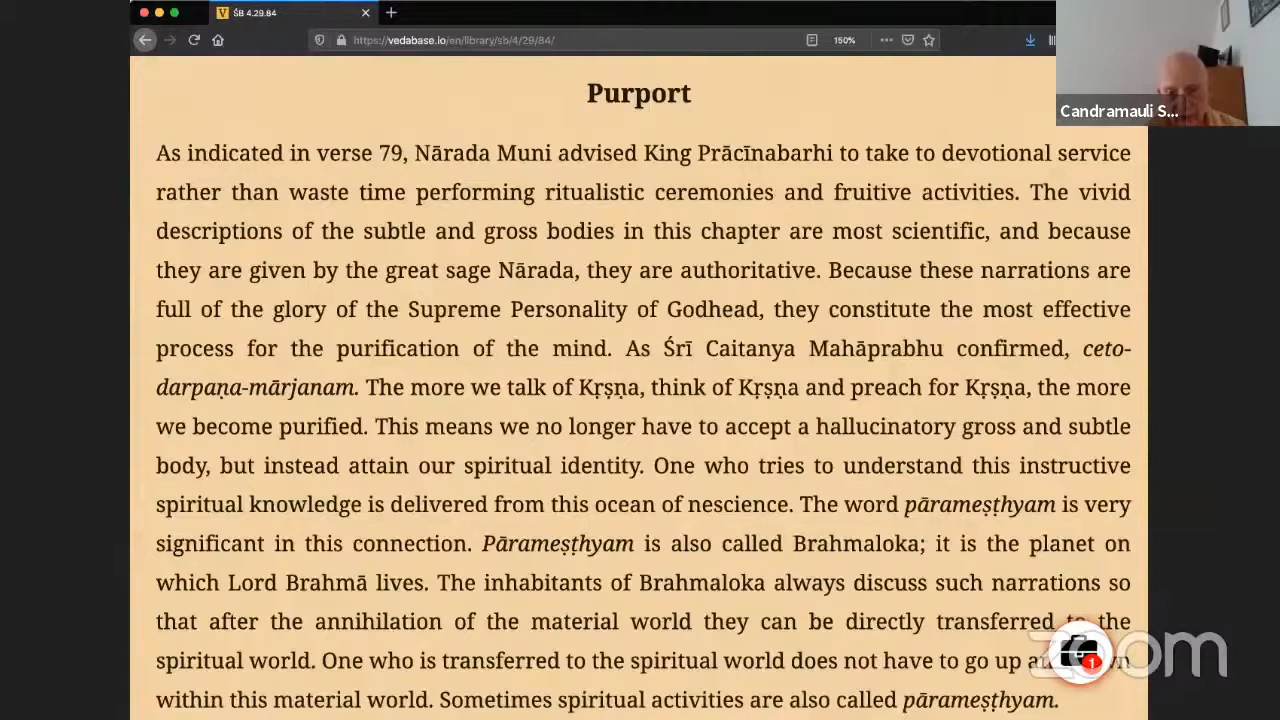 ŚB 4.29.84
https://vedabase.io/en/library/sb/4/29/84/
150%
Candramauli S...
Purport
As indicated in verse 79, Nārada Muni advised King Prācīnabarhi to take to devotional service
rather than waste time performing ritualistic ceremonies and fruitive activities. The vivid
descriptions of the subtle and gross bodies in this chapter are most scientific, and because
they are given by the great sage Nārada, they are authoritative. Because these narrations are
full of the glory of the Supreme Personality of Godhead, they constitute the most effective
process for the purification of the mind. As Śrī Caitanya Mahāprabhu confirmed, ceto-
darpaṇa-mārjanam. The more we talk of Kṛṣṇa, think of Kṛṣṇa and preach for Kṛṣṇa, the more
we become purified. This means we no longer have to accept a hallucinatory gross and subtle
body, but instead attain our spiritual identity. One who tries to understand this instructive
spiritual knowledge is delivered from this ocean of nescience. The word pārameṣṭhyam is very
significant in this connection. Pārameṣṭhyam is also called Brahmaloka; it is the planet on
which Lord Brahmā lives. The inhabitants of Brahmaloka always discuss such narrations so
that after the annihilation of the material world they can be directly transferred to the
spiritual world. One who is transferred to the spiritual world does not have to go up
within this material world. Sometimes spiritual activities are also called pārameṣṭhyam.
zoom
1